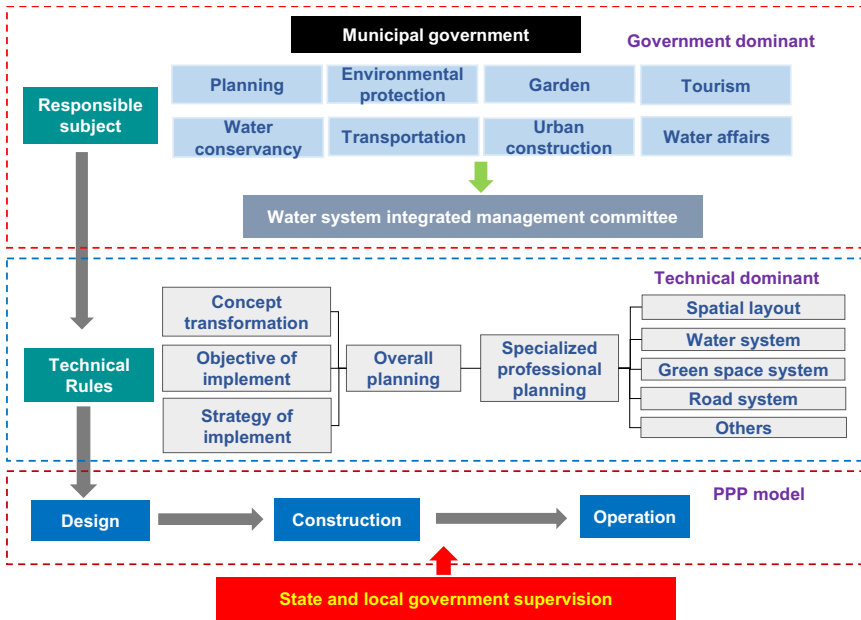 Municipal government
Government dominant
Responsible
subject
Planning
Environmental
protection
Garden
Tourism
Water
conservancy
Transportation
Urban
construction
Water affairs
Water system integrated management committee
Technical dominant
Technical
Rules
Concept
transformation
Objective of
implement
Strategy of
implement
Overall
planning
Specialized
professional
planning
Spatial layout
Water system
Green space system
Road system
Others
PPP model
Design
Construction
Operation
State and local government supervision